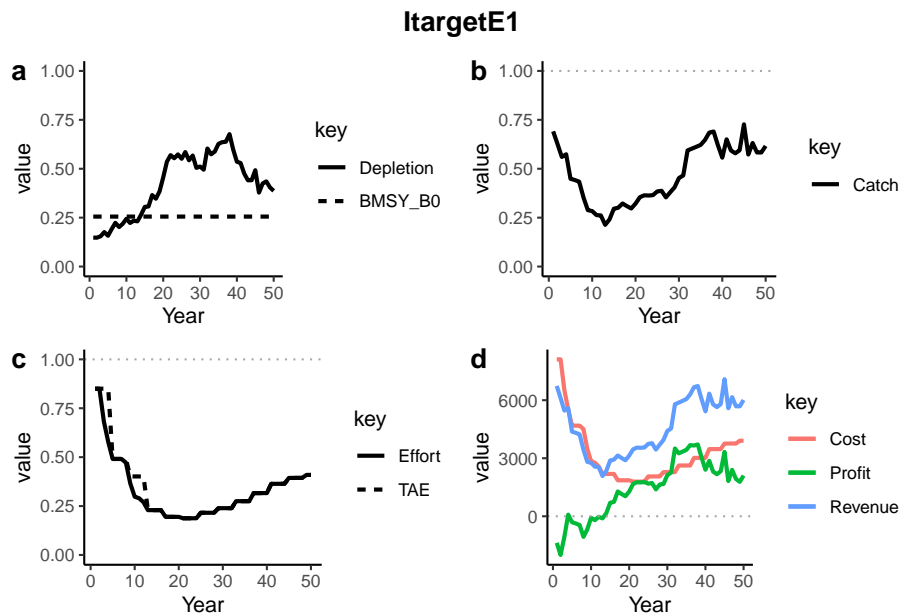 ItargetE1
a
1.00
0.75
0.50
0.25
0.00
value
0 10 20 30 40 50
Year
key
Depletion
BMSY_B0
b
1.00
0.75
0.50
0.25
0.00
value
0 10 20 30 40 50
Year
key
Catch
c
1.00
0.75
0.50
0.25
0.00
value
0 10 20 30 40 50
Year
key
Effort
TAE
d
6000
3000
0
value
0 10 20 30 40 50
Year
key
Cost
Profit
Revenue